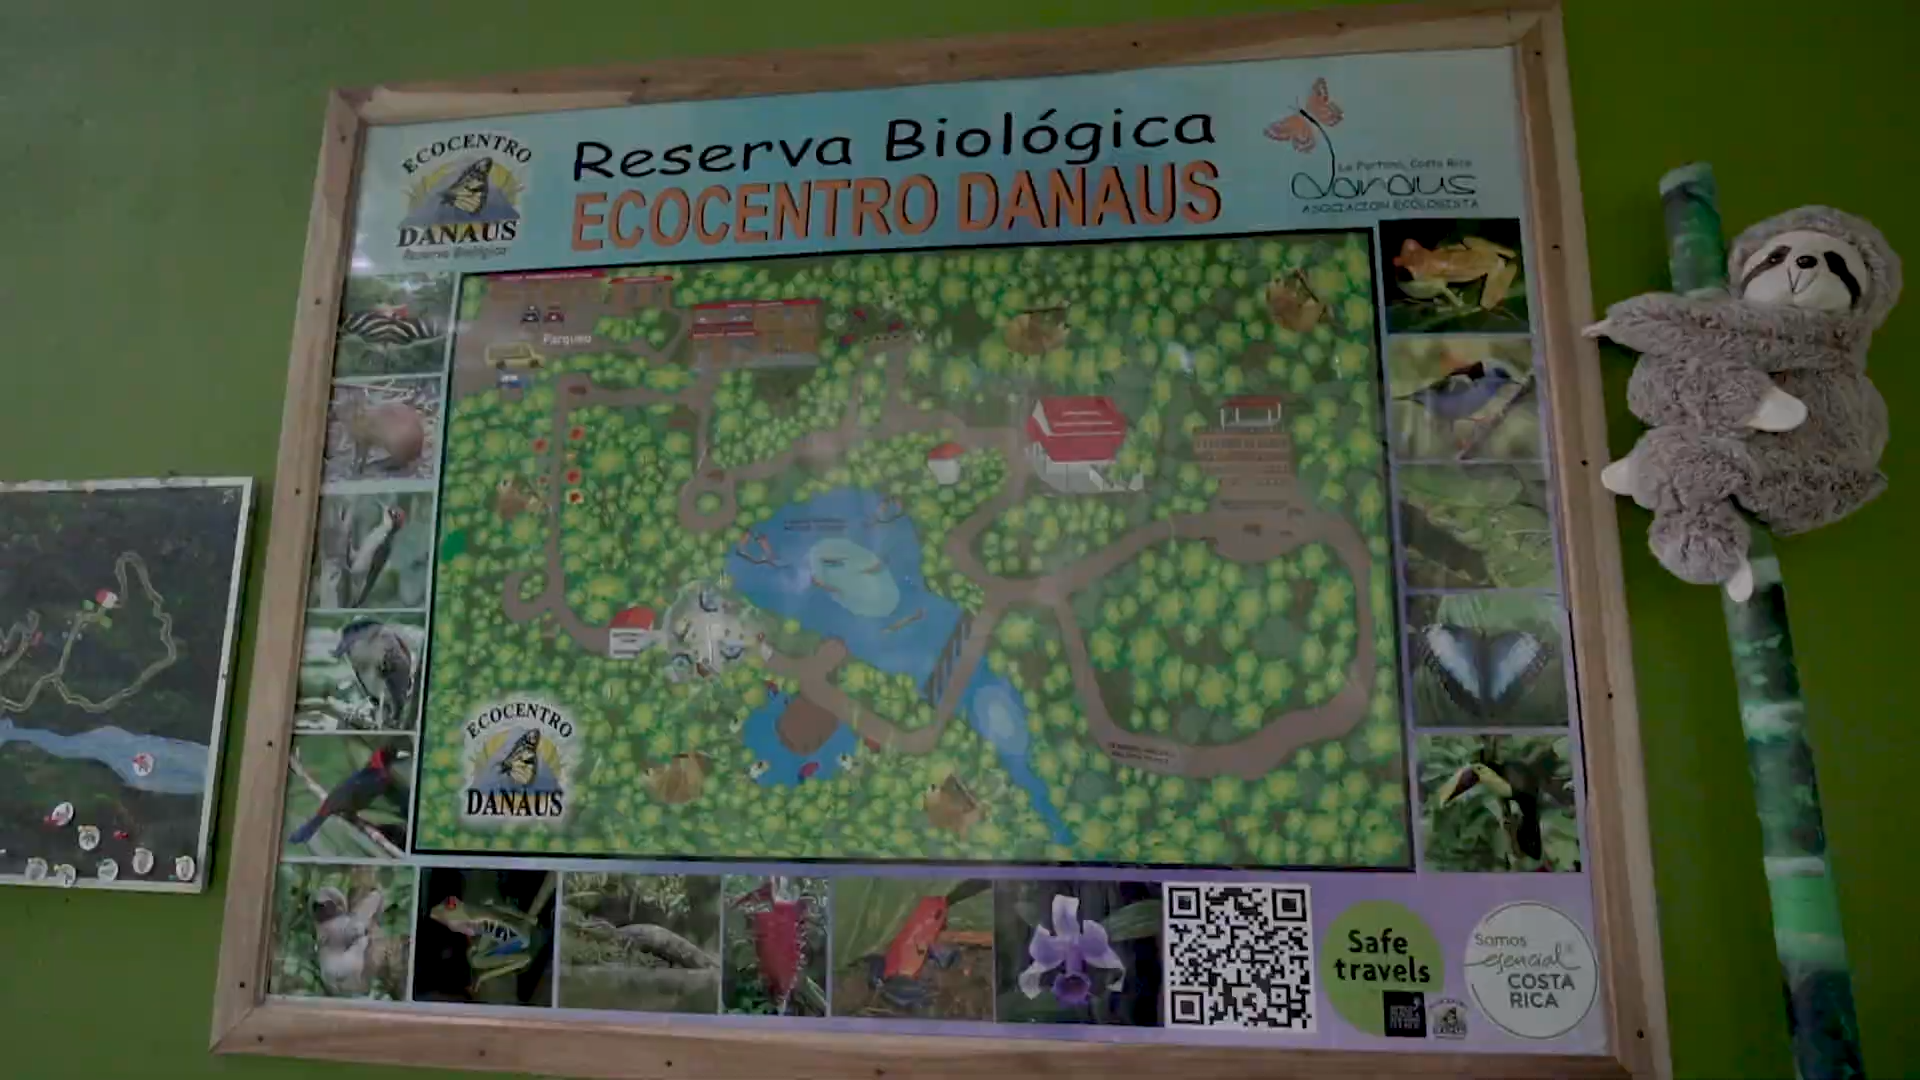 ECOCENTRO
DANAUS
Reserva Biológica
Reserva Biológica
ECOCENTRO DANAUS
La Fortuna, Costa Rica
danaus
ASOCIACION ECOLOGISTA
Parqueo
ECOCENTRO
DANAUS
Safe
travels
Somos
esencial
COSTA
RICA